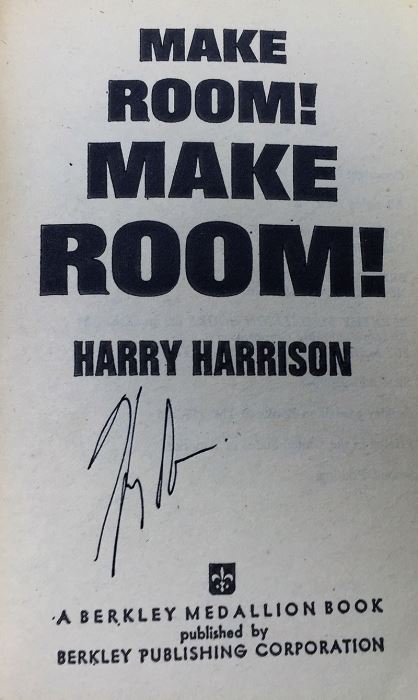 MAKE
ROOM!
MAKE
ROOM!
HARRY HARRISON
A BERKLEY MEDALLION BOOK
published by
BERKLEY PUBLISHING CORPORATION